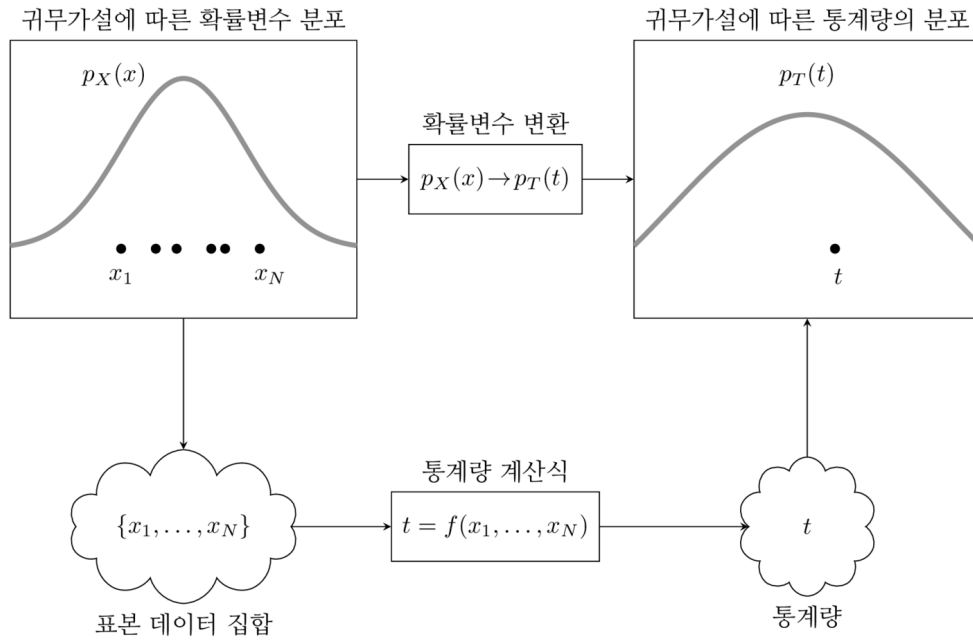 귀무가설에 따른 확률변수 분포
p_X(x)
x_1
x_N
확률변수 변환
p_X(x)→p_T(t)
귀무가설에 따른 통계량의 분포
p_T(t)
t
{x_1, ..., x_N}
표본 데이터 집합
통계량 계산식
t = f(x_1, ..., x_N)
t
통계량